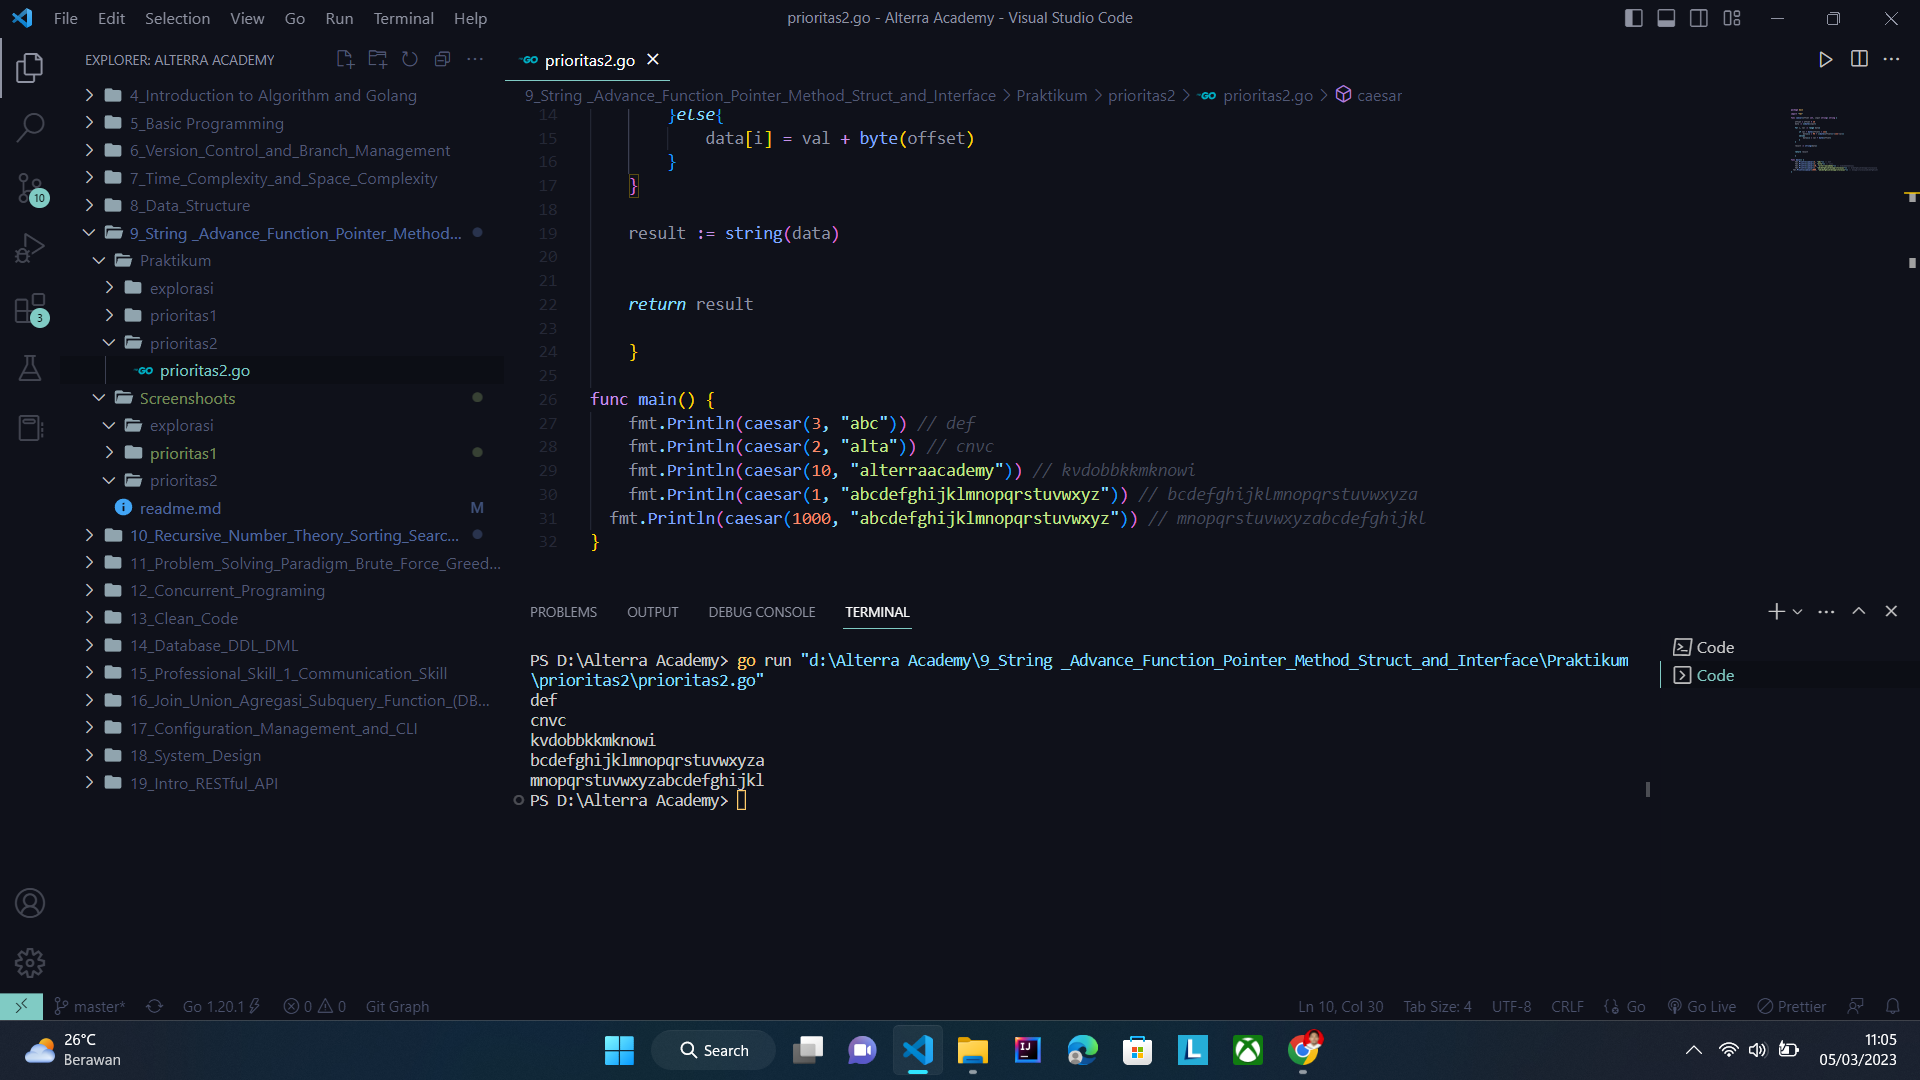 File Edit Selection View Go Run Terminal Help
prioritas2.go - Alterra Academy - Visual Studio Code
EXPLORER: ALTERRA ACADEMY
4_Introduction to Algorithm and Golang
5_Basic Programming
6_Version_Control_and_Branch_Management
7_Time_Complexity_and_Space_Complexity
8_Data_Structure
9_String _Advance_Function_Pointer_Method...
Praktikum
explorasi
prioritas1
prioritas2
GO prioritas2.go
Screenshoots
explorasi
prioritas1
prioritas2
readme.md M
10_Recursive_Number_Theory_Sorting_Searc...
11_Problem_Solving_Paradigm_Brute_Force_Greed...
12_Concurrent_Programing
13_Clean_Code
14_Database_DDL_DML
15_Professional_Skill_1_Communication_Skill
16_Join_Union_Agregasi_Subquery_Function_(DB...
17_Configuration_Management_and_CLI
18_System_Design
19_Intro_RESTful_API
10
3
GO prioritas2.go
9_String _Advance_Function_Pointer_Method_Struct_and_Interface > Praktikum > prioritas2 > GO prioritas2.go > caesar
14 }else{
15 data[i] = val + byte(offset)
16 }
17 }
18
19 result := string(data)
20
21
22 return result
23
24 }
25
26 func main() {
27 fmt.Println(caesar(3, "abc")) // def
28 fmt.Println(caesar(2, "alta")) // cnvc
29 fmt.Println(caesar(10, "alterraacademy")) // kvdobbkkmknowi
30 fmt.Println(caesar(1, "abcdefghijklmnopqrstuvwxyz")) // bcdefghijklmnopqrstuvwxyza
31 fmt.Println(caesar(1000, "abcdefghijklmnopqrstuvwxyz")) // mnopqrstuvwxyzabcdefghijkl
32 }
PROBLEMS OUTPUT DEBUG CONSOLE TERMINAL
PS D:\Alterra Academy> go run "d:\Alterra Academy\9_String _Advance_Function_Pointer_Method_Struct_and_Interface\Praktikum
\prioritas2\prioritas2.go"
def
cnvc
kvdobbkkmknowi
bcdefghijklmnopqrstuvwxyza
mnopqrstuvwxyzabcdefghijkl
PS D:\Alterra Academy>
Code
Code
master* Go 1.20.1 0 0 Git Graph
Ln 10, Col 30 Tab Size: 4 UTF-8 CRLF Go Go Live Prettier
26°C
Berawan
Search
11:05
05/03/2023